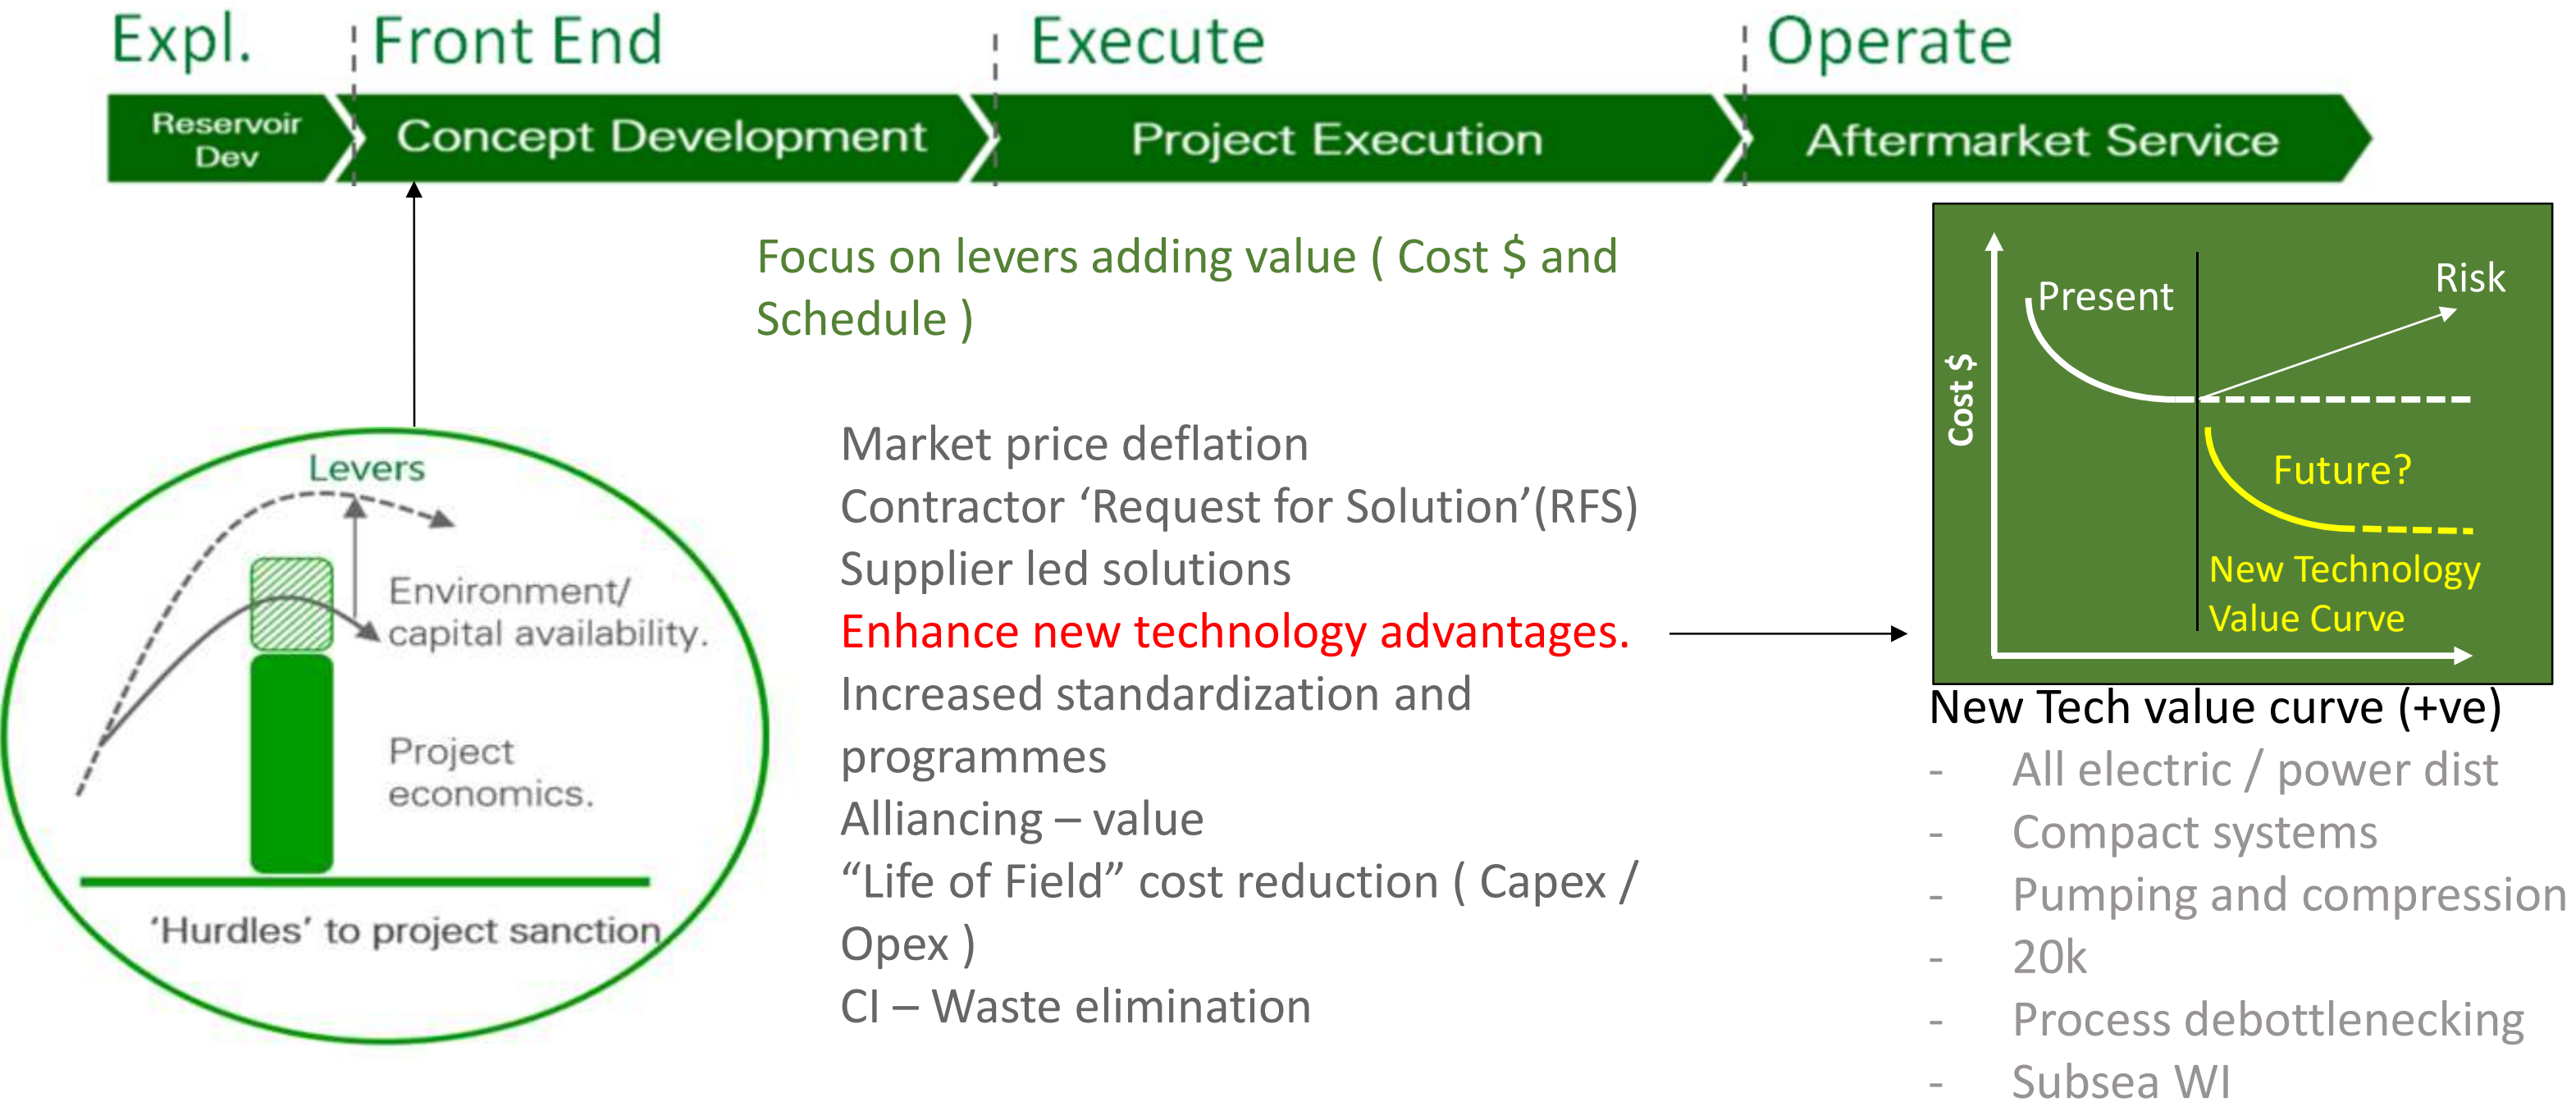 Expl.
Front End
Execute
Operate
Reservoir
Dev
Concept Development
Project Execution
Aftermarket Service
Focus on levers adding value ( Cost $ and
Schedule )
Levers
Environment/
capital availability.
Project
economics.
'Hurdles' to project sanction
Market price deflation
Contractor ‘Request for Solution’(RFS)
Supplier led solutions
Enhance new technology advantages.
Increased standardization and
programmes
Alliancing – value
“Life of Field” cost reduction ( Capex /
Opex )
CI – Waste elimination
Cost $
Present
Risk
Future?
New Technology
Value Curve
New Tech value curve (+ve)
- All electric / power dist
- Compact systems
- Pumping and compression
- 20k
- Process debottlenecking
- Subsea WI